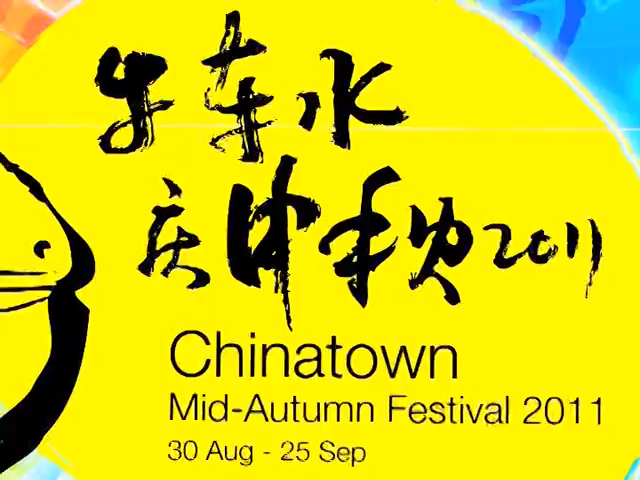 牛车水
庆中秋2011
Chinatown
Mid-Autumn Festival 2011
30 Aug - 25 Sep